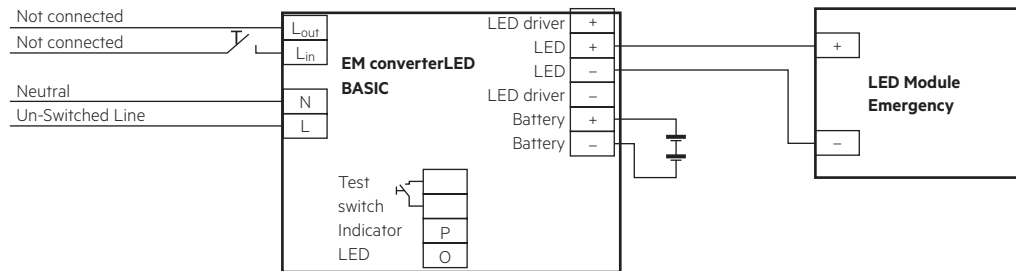 Not connected
Not connected
Neutral
Un-Switched Line
Lout
Lin
N
L
EM converterLED
BASIC
Test
switch
Indicator
LED
P
O
LED driver +
LED +
LED –
LED driver –
Battery +
Battery –
+
–
LED Module
Emergency